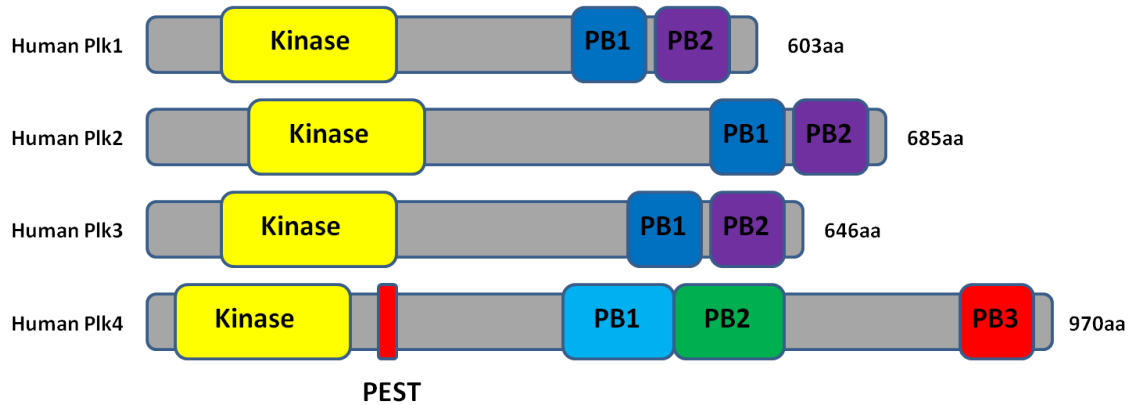 Human Plk1 Kinase PB1 PB2 603aa
Human Plk2 Kinase PB1 PB2 685aa
Human Plk3 Kinase PB1 PB2 646aa
Human Plk4 Kinase PB1 PB2 PB3 970aa
PEST